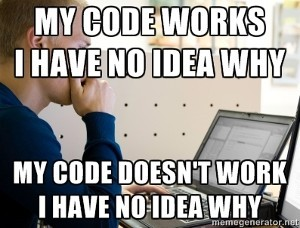 MY CODE WORKS
I HAVE NO IDEA WHY
MY CODE DOESN'T WORK
I HAVE NO IDEA WHY
memegenerator.net